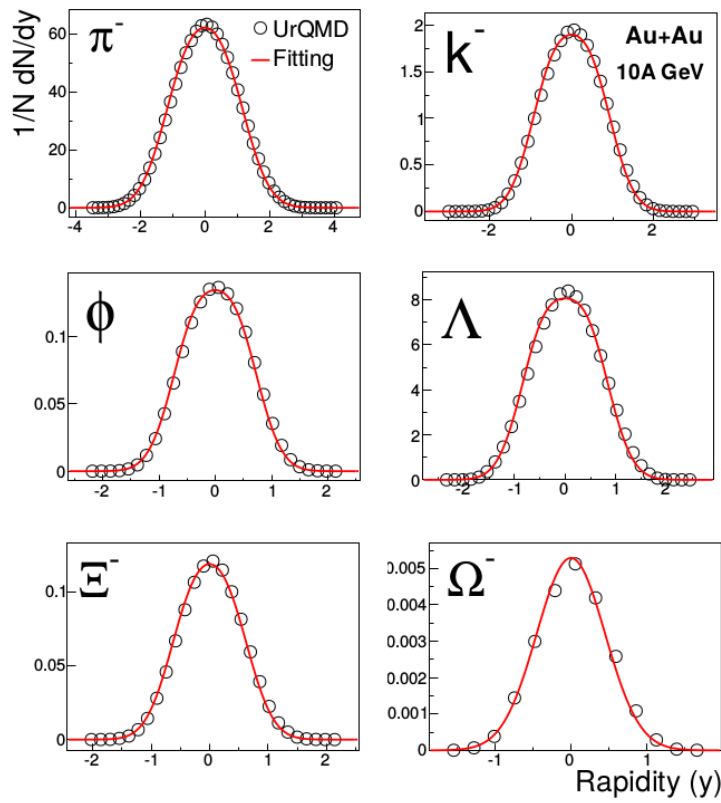 1/N dN/dy
π⁻
UrQMD
Fitting
60
40
20
0
-4 -2 0 2 4
k⁻
Au+Au
10A GeV
2
1.5
1
0.5
0
-2 0 2
ϕ
0.1
0.05
0
-2 -1 0 1 2
Λ
8
6
4
2
0
-2 -1 0 1 2
Ξ⁻
0.1
0.05
0
-2 -1 0 1 2
Ω⁻
0.005
0.004
0.003
0.002
0.001
0
-1 0 1
Rapidity (y)